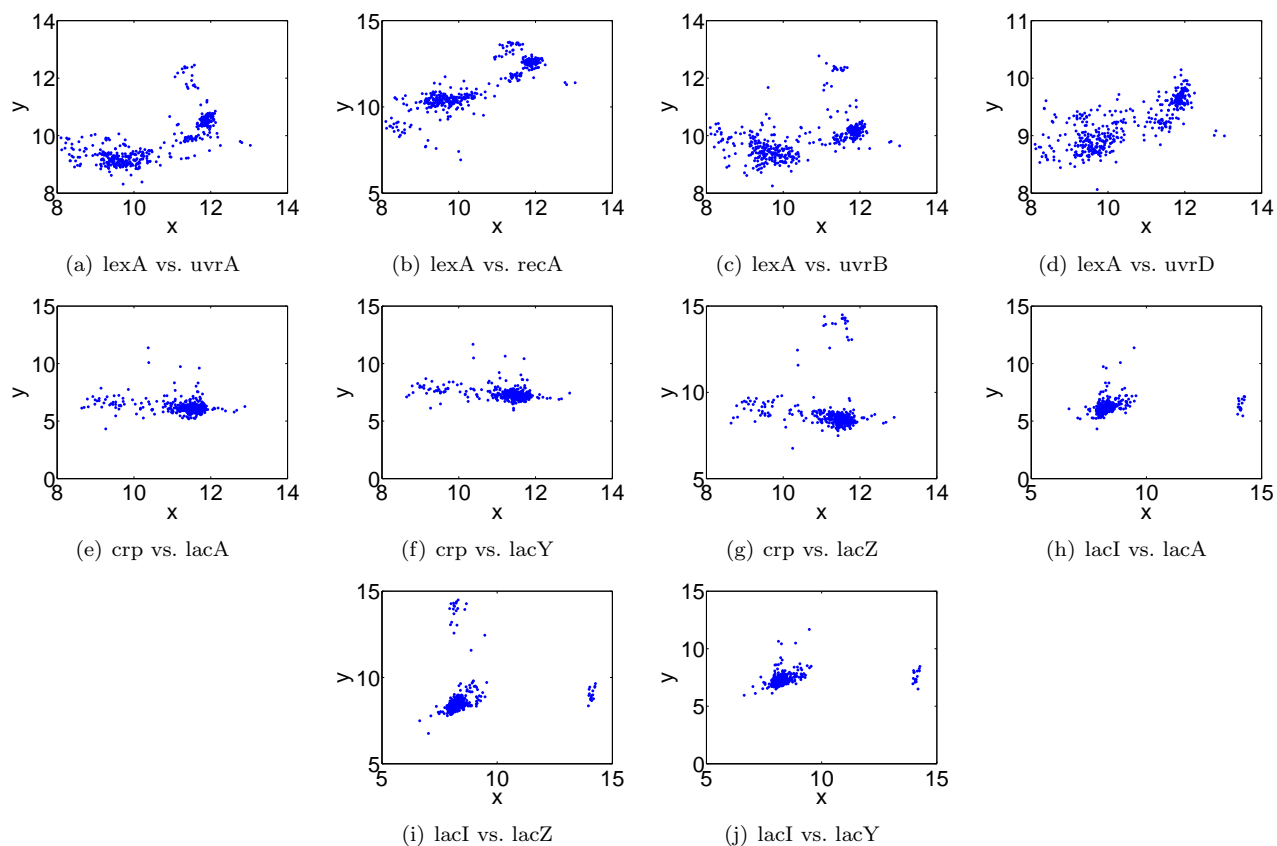 14
12
10
8
y
8 10 12 14
x
(a) lexA vs. uvrA
15
10
5
y
8 10 12 14
x
(b) lexA vs. recA
14
12
10
8
y
8 10 12 14
x
(c) lexA vs. uvrB
11
10
9
8
y
8 10 12 14
x
(d) lexA vs. uvrD
15
10
5
0
y
8 10 12 14
x
(e) crp vs. lacA
15
10
5
0
y
8 10 12 14
x
(f) crp vs. lacY
15
10
5
y
8 10 12 14
x
(g) crp vs. lacZ
15
10
5
0
y
5 10 15
x
(h) lacI vs. lacA
15
10
5
y
5 10 15
x
(i) lacI vs. lacZ
15
10
5
0
y
5 10 15
x
(j) lacI vs. lacY